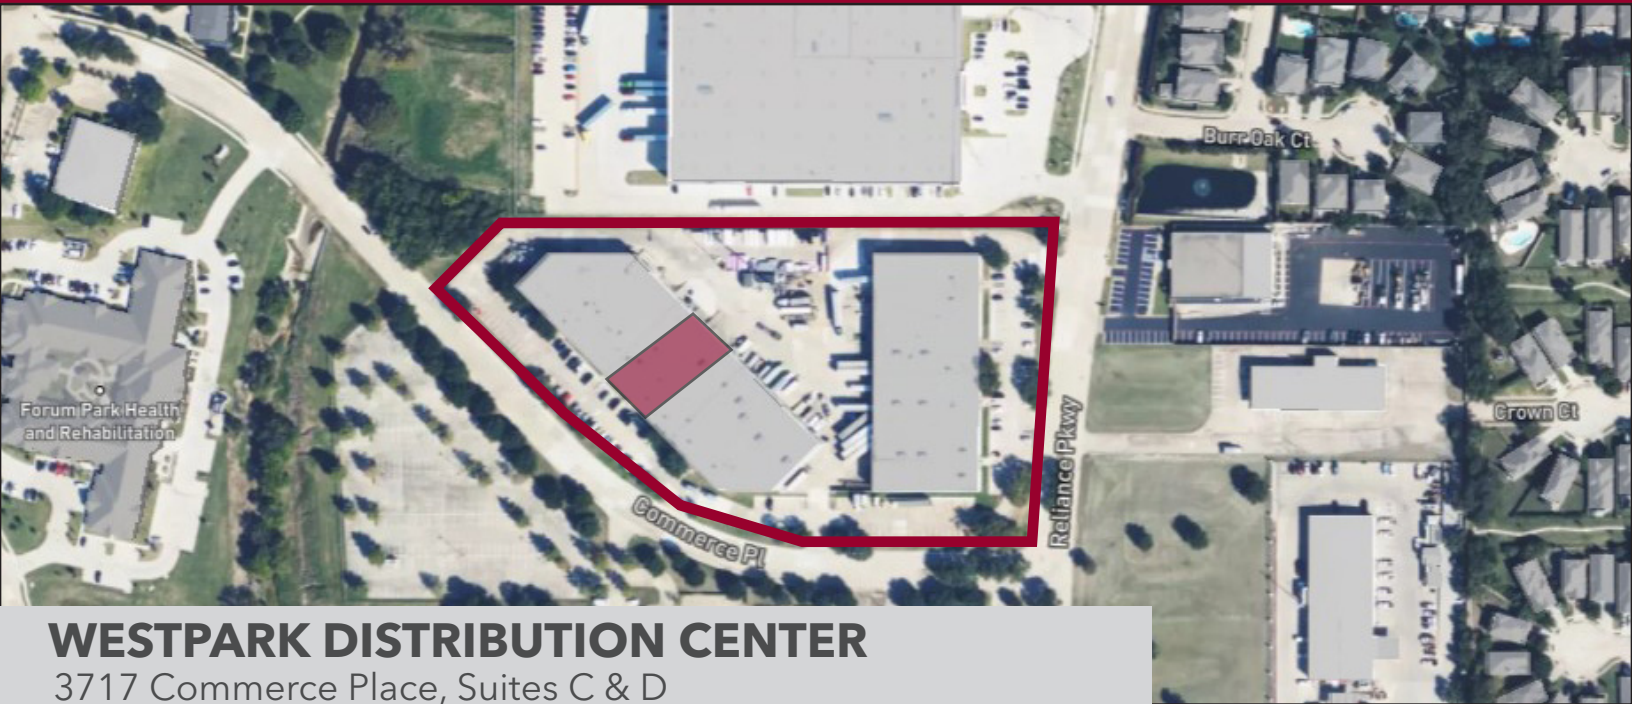 Burr Oak Ct
Forum Park Health
and Rehabilitation
Crown Ct
Reliance Pkwy
Commerce Pl
WESTPARK DISTRIBUTION CENTER
3717 Commerce Place, Suites C & D